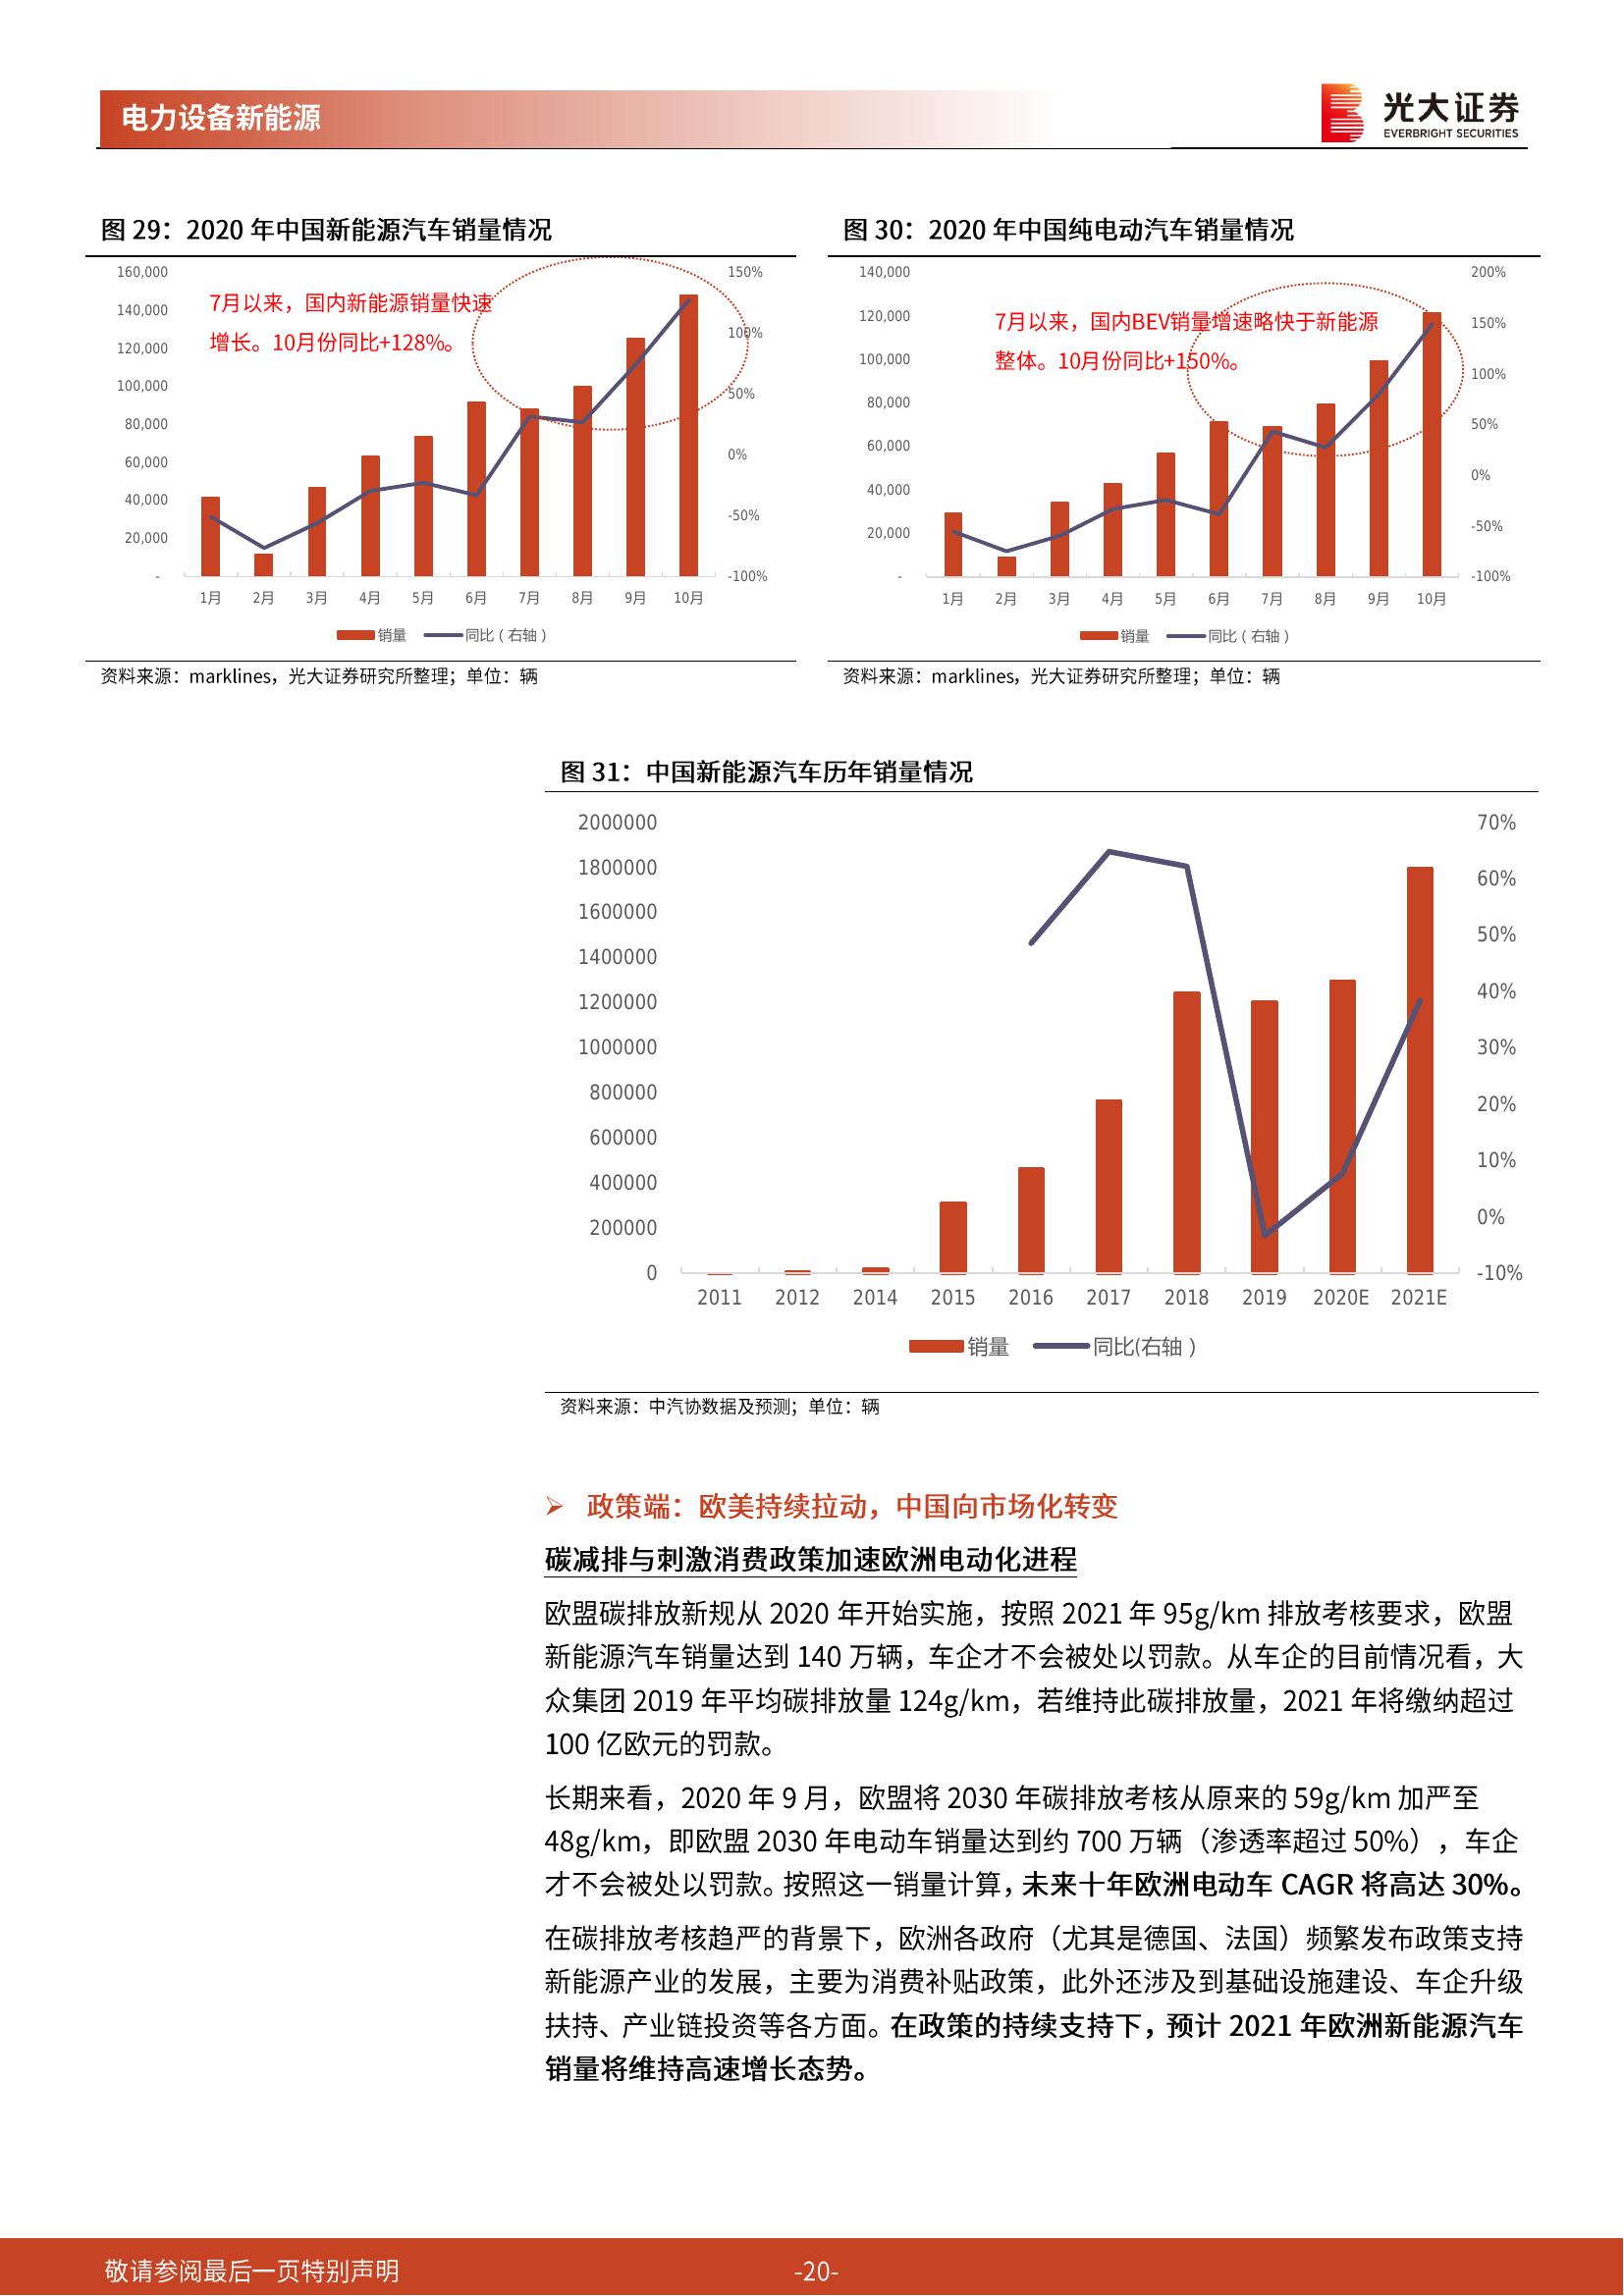 电力设备新能源
光大证券
EVERBRIGHT SECURITIES
图 29：2020 年中国新能源汽车销量情况
160,000
140,000
120,000
100,000
80,000
60,000
40,000
20,000
-
150%
100%
50%
0%
-50%
-100%
7月以来，国内新能源销量快速
增长。10月份同比+128%。
1月 2月 3月 4月 5月 6月 7月 8月 9月 10月
销量 同比（右轴）
资料来源：marklines，光大证券研究所整理；单位：辆
图 30：2020 年中国纯电动汽车销量情况
140,000
120,000
100,000
80,000
60,000
40,000
20,000
-
200%
150%
100%
50%
0%
-50%
-100%
7月以来，国内BEV销量增速略快于新能源
整体。10月份同比+150%。
1月 2月 3月 4月 5月 6月 7月 8月 9月 10月
销量 同比（右轴）
资料来源：marklines，光大证券研究所整理；单位：辆
图 31：中国新能源汽车历年销量情况
2000000
1800000
1600000
1400000
1200000
1000000
800000
600000
400000
200000
0
70%
60%
50%
40%
30%
20%
10%
0%
-10%
2011 2012 2014 2015 2016 2017 2018 2019 2020E 2021E
销量 同比(右轴）
资料来源：中汽协数据及预测；单位：辆
➢ 政策端：欧美持续拉动，中国向市场化转变
碳减排与刺激消费政策加速欧洲电动化进程
欧盟碳排放新规从 2020 年开始实施，按照 2021 年 95g/km 排放考核要求，欧盟
新能源汽车销量达到 140 万辆，车企才不会被处以罚款。从车企的目前情况看，大
众集团 2019 年平均碳排放量 124g/km，若维持此碳排放量，2021 年将缴纳超过
100 亿欧元的罚款。
长期来看，2020 年 9 月，欧盟将 2030 年碳排放考核从原来的 59g/km 加严至
48g/km，即欧盟 2030 年电动车销量达到约 700 万辆（渗透率超过 50%），车企
才不会被处以罚款。按照这一销量计算，未来十年欧洲电动车 CAGR 将高达 30%。
在碳排放考核趋严的背景下，欧洲各政府（尤其是德国、法国）频繁发布政策支持
新能源产业的发展，主要为消费补贴政策，此外还涉及到基础设施建设、车企升级
扶持、产业链投资等各方面。在政策的持续支持下，预计 2021 年欧洲新能源汽车
销量将维持高速增长态势。
敬请参阅最后一页特别声明
-20-